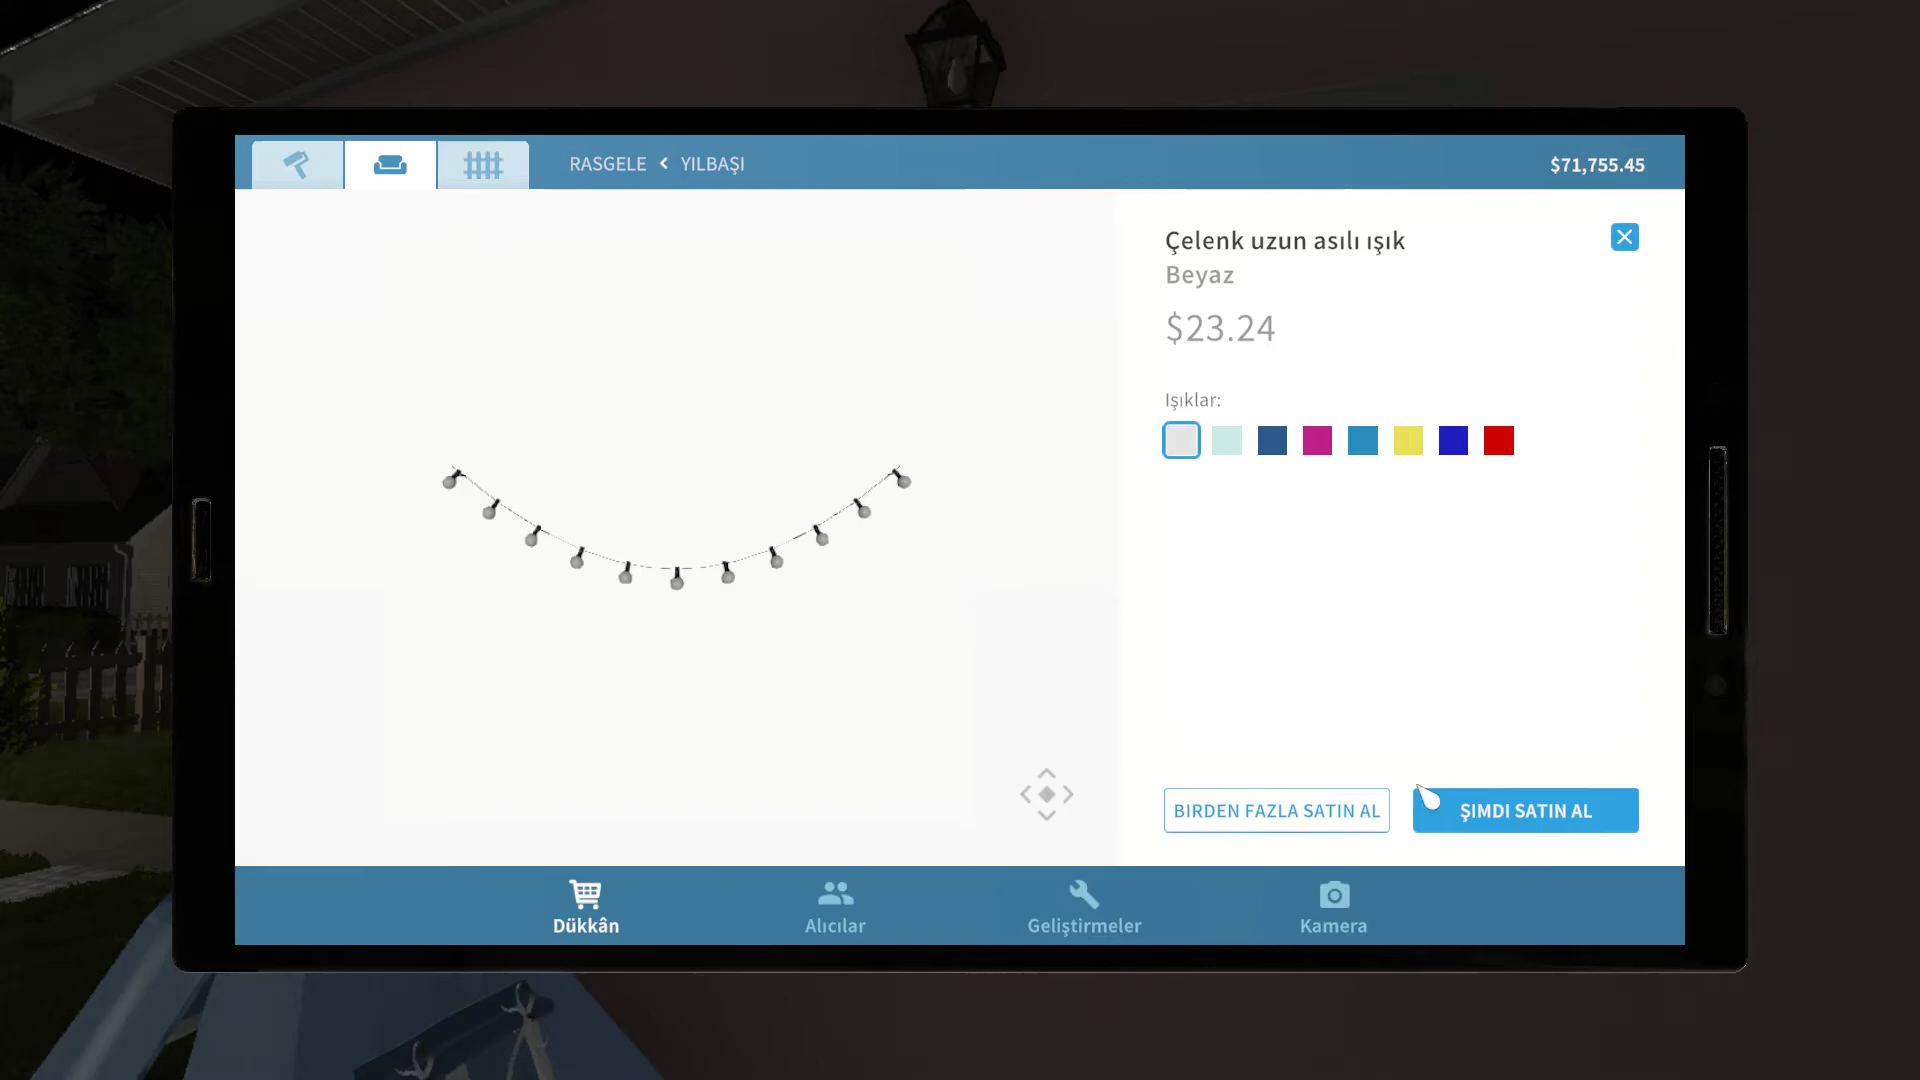 RASGELE < YILBAŞI
$71,755.45
Çelenk uzun asılı ışık
Beyaz
$23.24
Işıklar:
BIRDEN FAZLA SATIN AL
ŞIMDI SATIN AL
Dükkân
Alıcılar
Geliştirmeler
Kamera